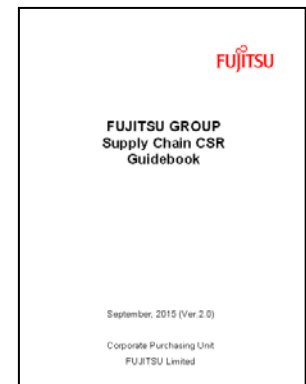 FUJITSU
FUJITSU GROUP
Supply Chain CSR
Guidebook
September, 2015 (Ver.2.0)
Corporate Purchasing Unit
FUJITSU Limited